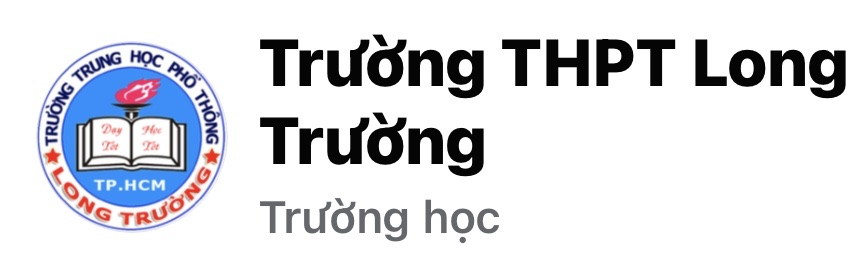 TRƯỜNG TRUNG HỌC PHỔ THÔNG
Dạy Học
Tốt Tốt
TP.HCM
LONG TRƯỜNG
Trường THPT Long
Trường
Trường học